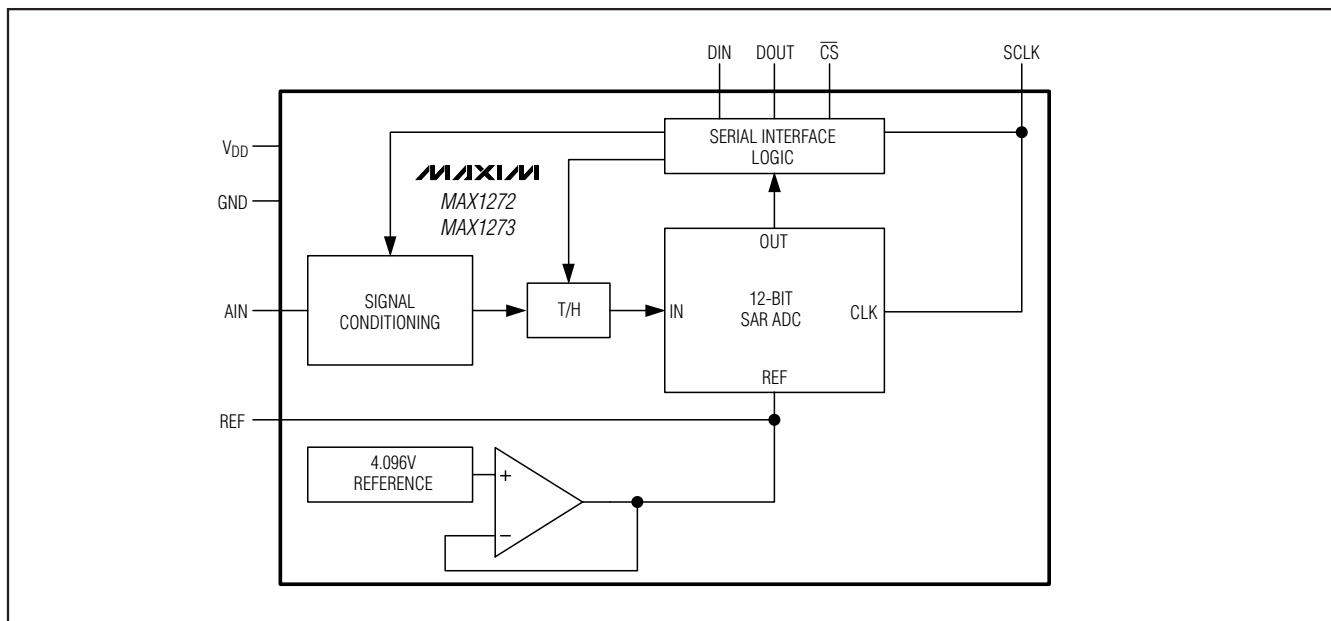 DIN DOUT CS SCLK
SERIAL INTERFACE
LOGIC
VDD
MAXIM
MAX1272
MAX1273
GND
OUT
AIN
SIGNAL
CONDITIONING
T/H
IN
12-BIT
SAR ADC
CLK
REF
REF
4.096V
REFERENCE
+
−